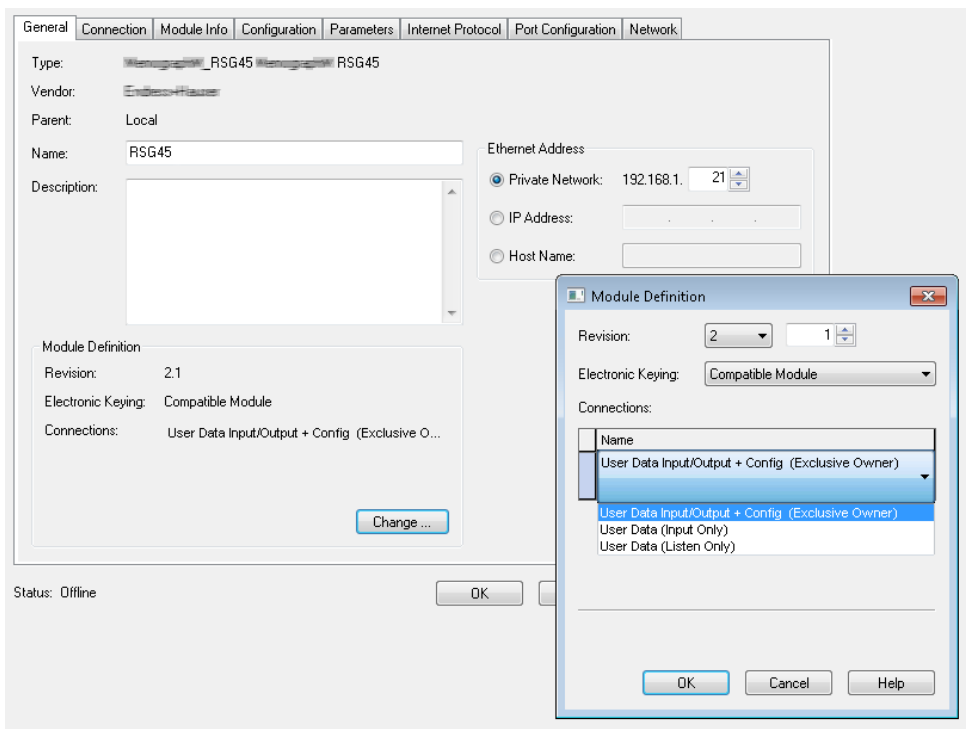 General Connection Module Info Configuration Parameters Internet Protocol Port Configuration Network
Type: _RSG45 RSG45
Vendor:
Parent: Local
Name: RSG45
Description:
Ethernet Address
Private Network: 192.168.1. 21
IP Address: . . .
Host Name:
Module Definition
Revision: 2.1
Electronic Keying: Compatible Module
Connections: User Data Input/Output + Config (Exclusive O...
Change ...
Status: Offline
OK
Module Definition
Revision: 2 1
Electronic Keying: Compatible Module
Connections:
Name
User Data Input/Output + Config (Exclusive Owner)
User Data Input/Output + Config (Exclusive Owner)
User Data (Input Only)
User Data (Listen Only)
OK Cancel Help